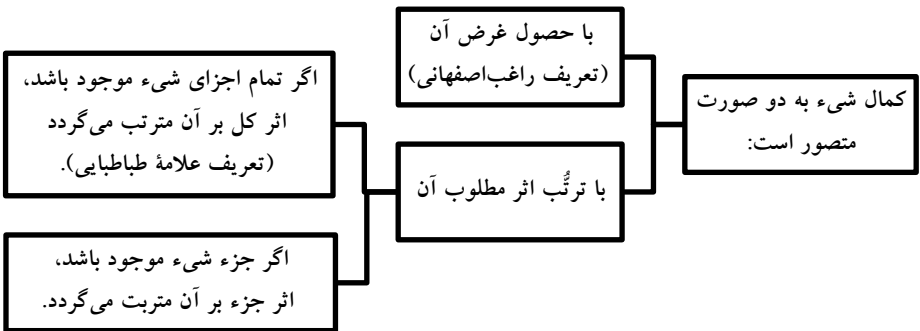 کمال شیء به دو صورت
متصور است:
با حصول غرض آن
(تعریف راغب‌اصفهانی)
با ترتُّب اثر مطلوب آن
اگر تمام اجزای شیء موجود باشد،
اثر کل بر آن مترتب می‌گردد
(تعریف علامۀ طباطبایی).
اگر جزء شیء موجود باشد،
اثر جزء بر آن متربت می‌گردد.